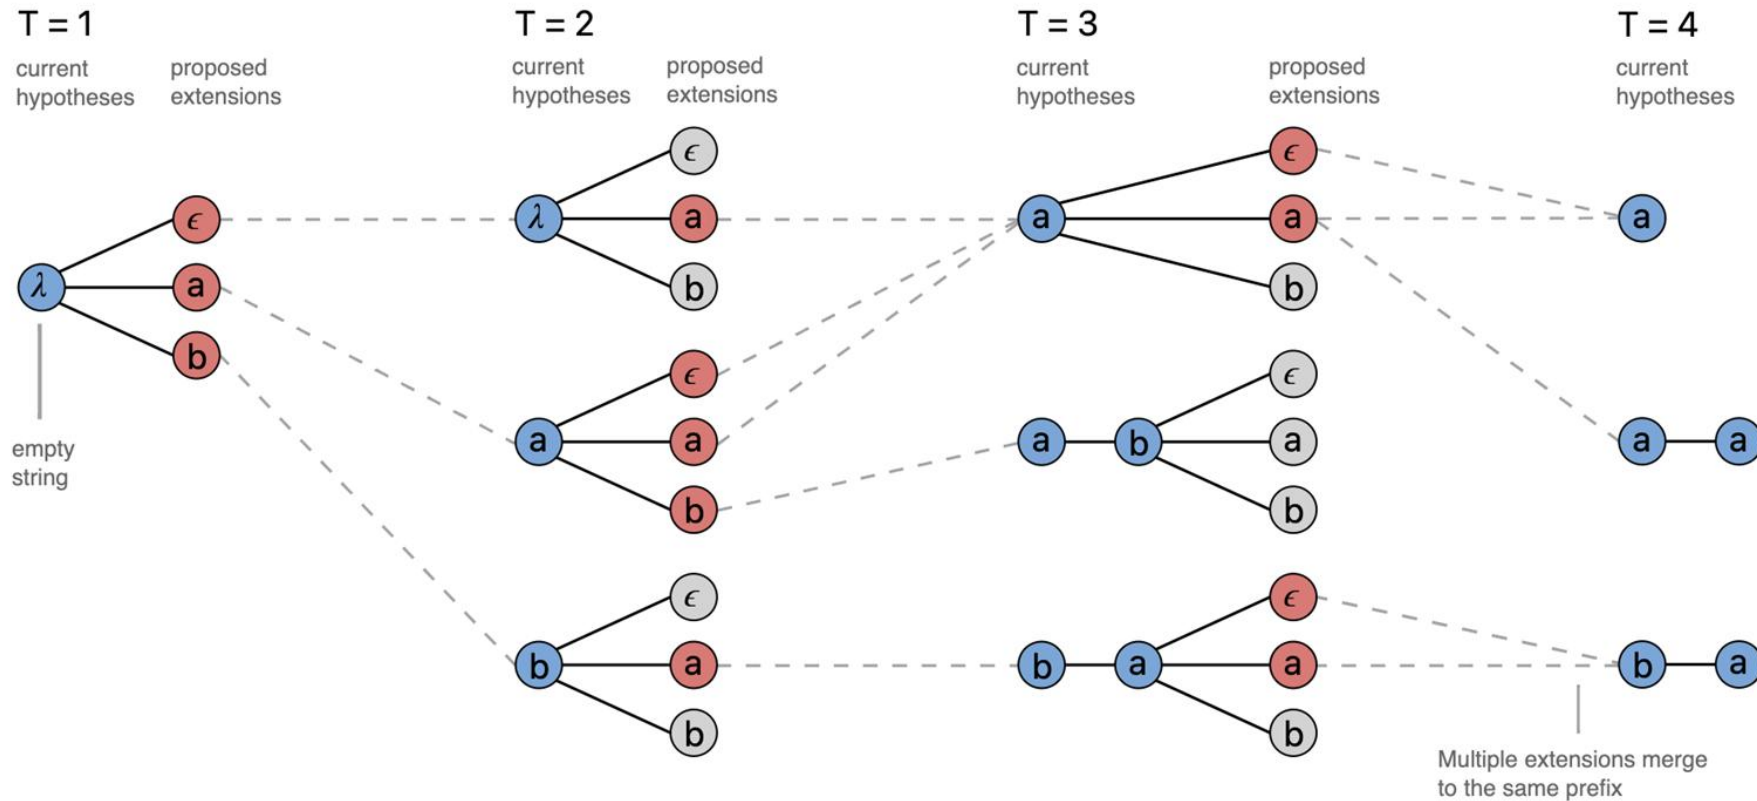 T = 1
T = 2
T = 3
T = 4
current
hypotheses
proposed
extensions
current
hypotheses
proposed
extensions
current
hypotheses
proposed
extensions
current
hypotheses
λ
ϵ
a
b
empty
string
λ
ϵ
a
b
a
ϵ
a
b
b
ϵ
a
b
a
ϵ
a
b
a b
ϵ
a
b
b a
ϵ
a
b
a
a a
b a
Multiple extensions merge
to the same prefix